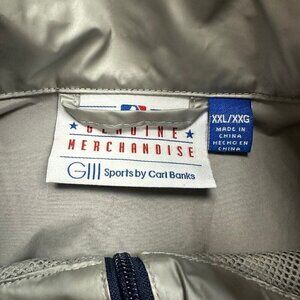 GENUINE
MERCHANDISE
GIII Sports by Carl Banks
XXL/XXG
MADE IN
CHINA
HECHO EN
CHINA